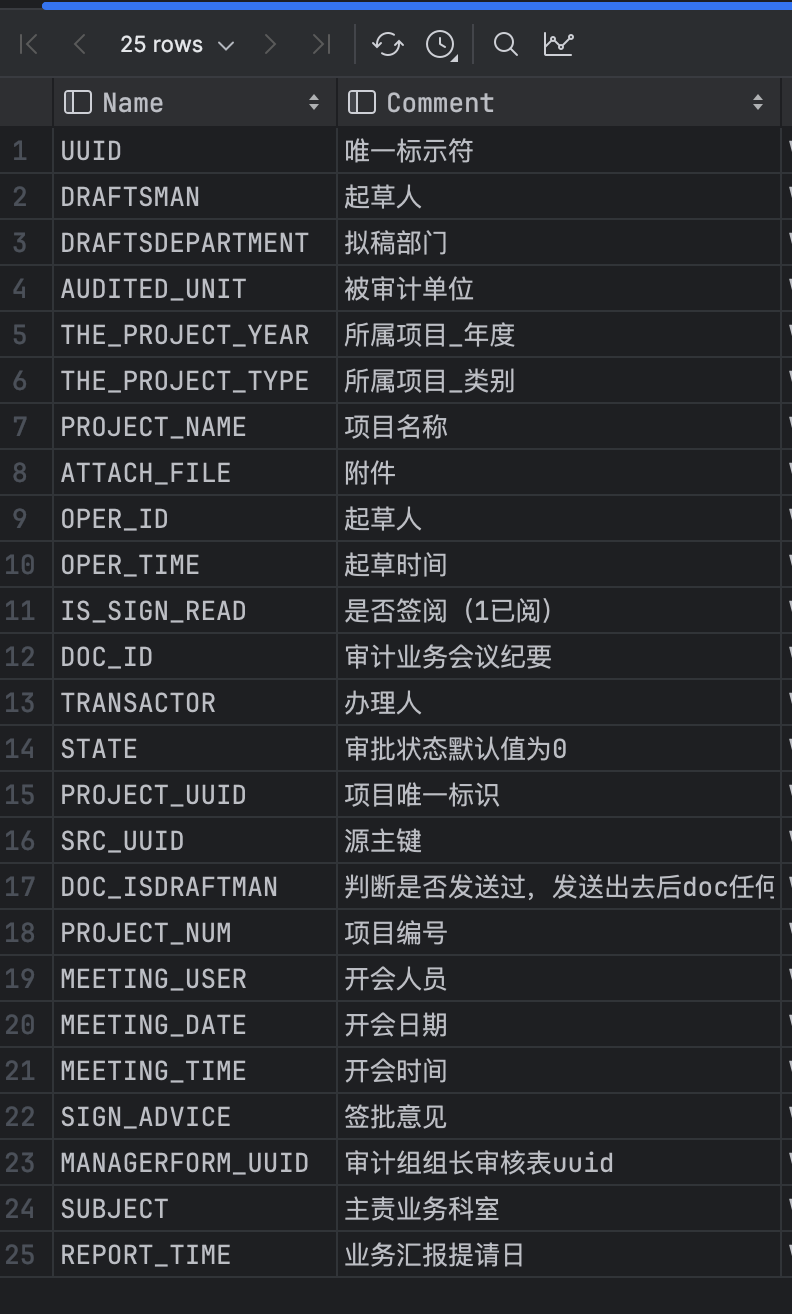 25 rows
Name Comment
1 UUID 唯一标示符
2 DRAFTSMAN 起草人
3 DRAFTSDEPARTMENT 拟稿部门
4 AUDITED_UNIT 被审计单位
5 THE_PROJECT_YEAR 所属项目_年度
6 THE_PROJECT_TYPE 所属项目_类别
7 PROJECT_NAME 项目名称
8 ATTACH_FILE 附件
9 OPER_ID 起草人
10 OPER_TIME 起草时间
11 IS_SIGN_READ 是否签阅（1已阅）
12 DOC_ID 审计业务会议纪要
13 TRANSACTOR 办理人
14 STATE 审批状态默认值为0
15 PROJECT_UUID 项目唯一标识
16 SRC_UUID 源主键
17 DOC_ISDRAFTMAN 判断是否发送过，发送出去后doc任何
18 PROJECT_NUM 项目编号
19 MEETING_USER 开会人员
20 MEETING_DATE 开会日期
21 MEETING_TIME 开会时间
22 SIGN_ADVICE 签批意见
23 MANAGERFORM_UUID 审计组组长审核表uuid
24 SUBJECT 主责业务科室
25 REPORT_TIME 业务汇报提请日